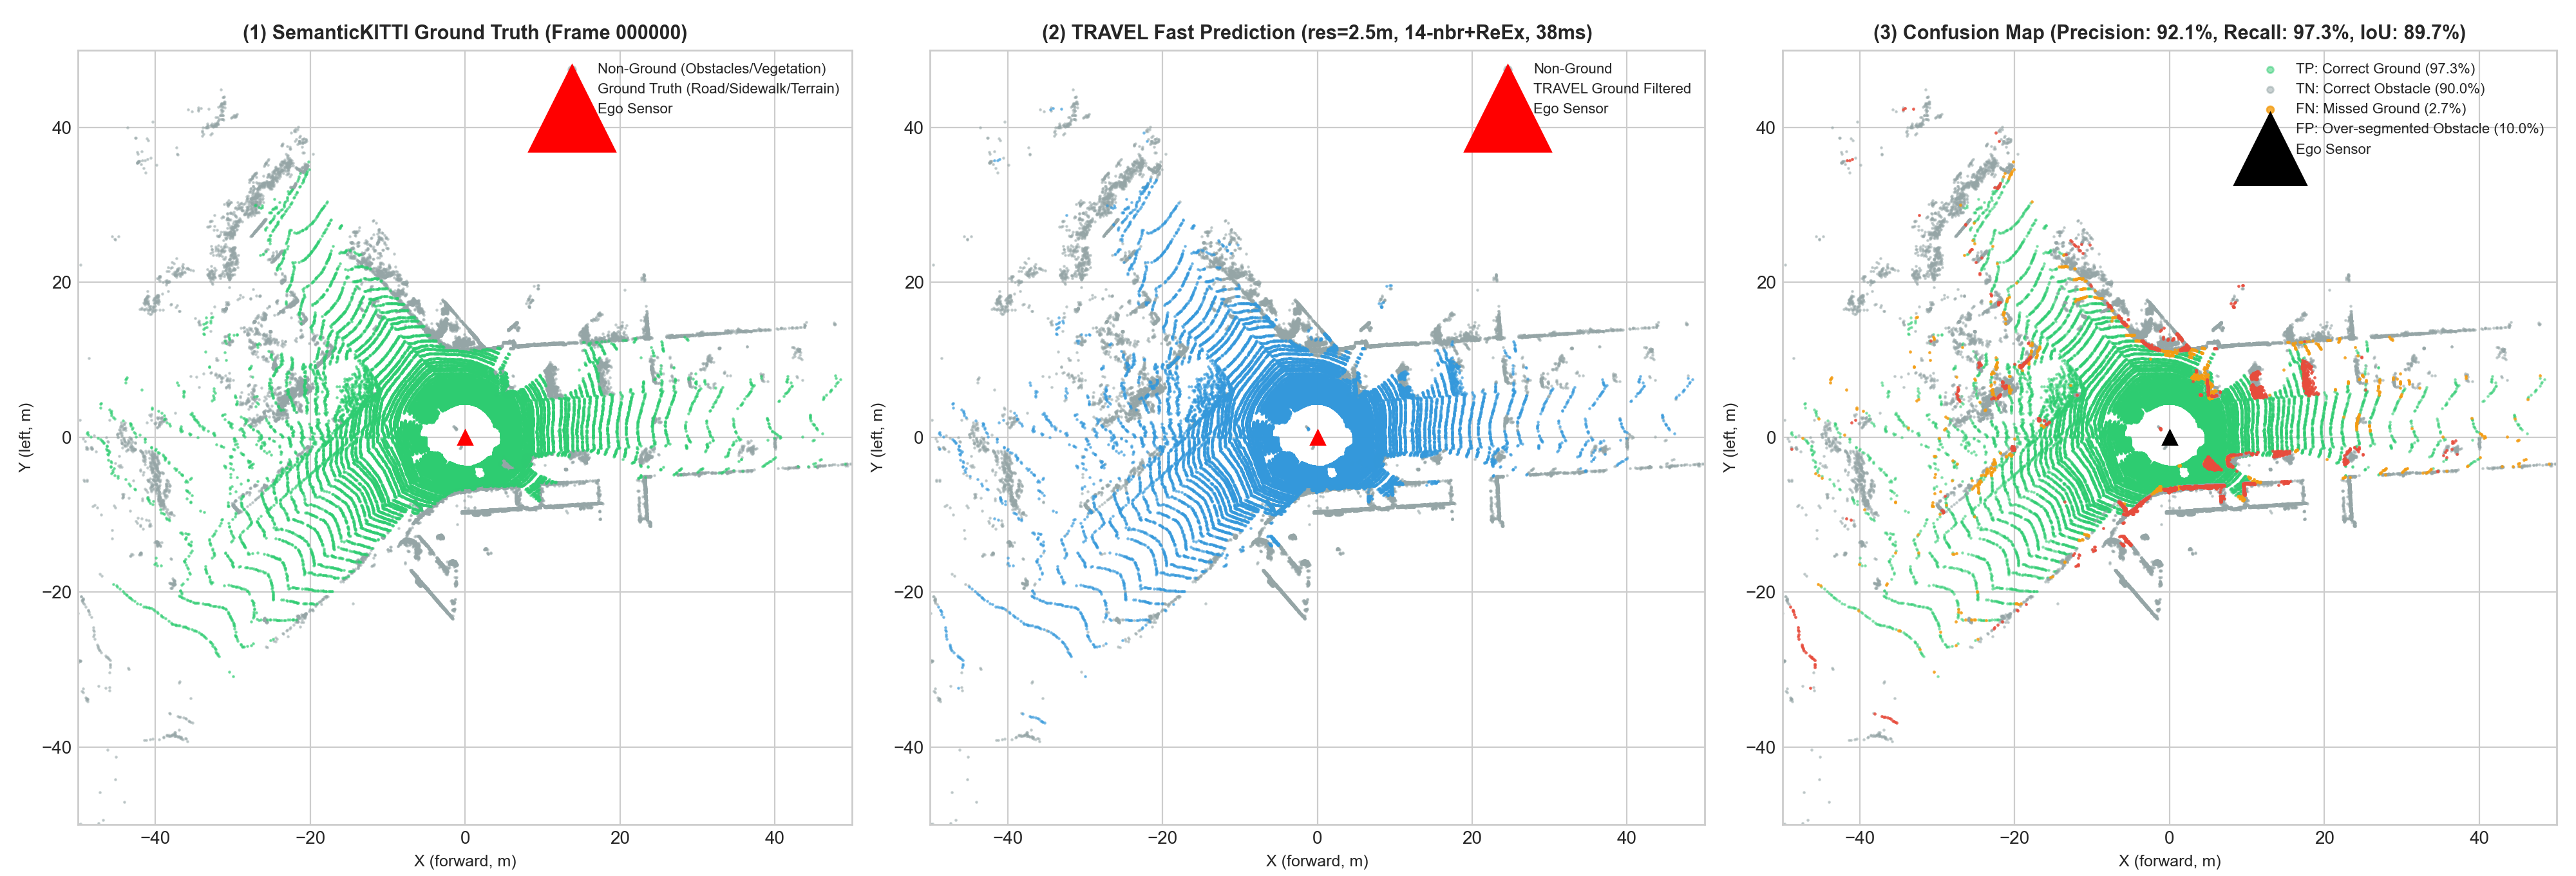 (1) SemanticKITTI Ground Truth (Frame 000000)
Non-Ground (Obstacles/Vegetation)
Ground Truth (Road/Sidewalk/Terrain)
Ego Sensor
40
20
0
−20
−40
Y (left, m)
−40
−20
0
20
40
X (forward, m)
(2) TRAVEL Fast Prediction (res=2.5m, 14-nbr+ReEx, 38ms)
Non-Ground
TRAVEL Ground Filtered
Ego Sensor
40
20
0
−20
−40
Y (left, m)
−40
−20
0
20
40
X (forward, m)
(3) Confusion Map (Precision: 92.1%, Recall: 97.3%, IoU: 89.7%)
TP: Correct Ground (97.3%)
TN: Correct Obstacle (90.0%)
FN: Missed Ground (2.7%)
FP: Over-segmented Obstacle (10.0%)
Ego Sensor
40
20
0
−20
−40
Y (left, m)
−40
−20
0
20
40
X (forward, m)